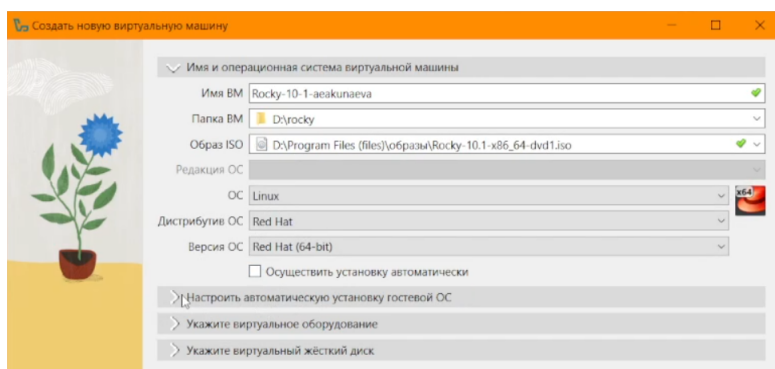 Создать новую виртуальную машину
Имя и операционная система виртуальной машины
Имя ВМ Rocky-10-1-aeakunaeva
Папка ВМ D:\rocky
Образ ISO D:\Program Files (files)\образы\Rocky-10.1-x86_64-dvd1.iso
Редакция ОС
ОС Linux
x64
Дистрибутив ОС Red Hat
Версия ОС Red Hat (64-bit)
Осуществить установку автоматически
Настроить автоматическую установку гостевой ОС
Укажите виртуальное оборудование
Укажите виртуальный жёсткий диск